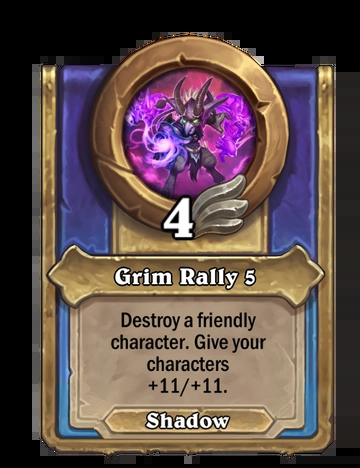 4
Grim Rally 5
Destroy a friendly
character. Give your
characters
+11/+11.
Shadow